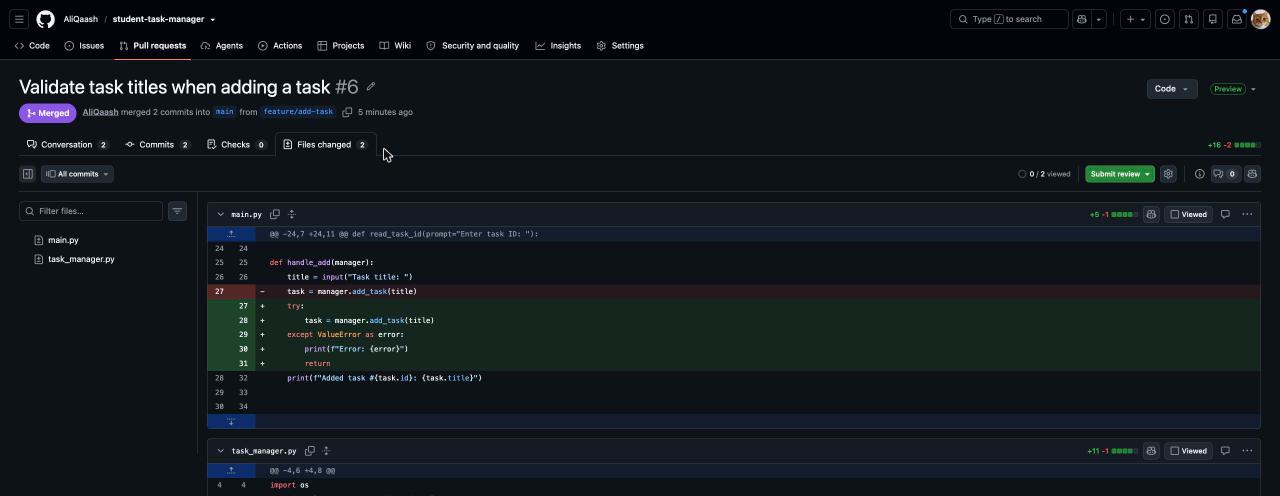 AliQaash / student-task-manager
Type / to search
Code Issues Pull requests Agents Actions Projects Wiki Security and quality Insights Settings
Validate task titles when adding a task #6
Code Preview
Merged AliQaash merged 2 commits into main from feature/add-task 5 minutes ago
Conversation 2 Commits 2 Checks 0 Files changed 2 +16 -2
All commits 0 / 2 viewed Submit review 0
Filter files...
main.py
task_manager.py
main.py +5 -1 Viewed
@@ -24,7 +24,11 @@ def read_task_id(prompt="Enter task ID: "):
24 24
25 25 def handle_add(manager):
26 26 title = input("Task title: ")
27 - task = manager.add_task(title)
27 + try:
28 + task = manager.add_task(title)
29 + except ValueError as error:
30 + print(f"Error: {error}")
31 + return
28 32 print(f"Added task #{task.id}: {task.title}")
29 33
30 34
task_manager.py +11 -1 Viewed
@@ -4,6 +4,8 @@
4 4 import os